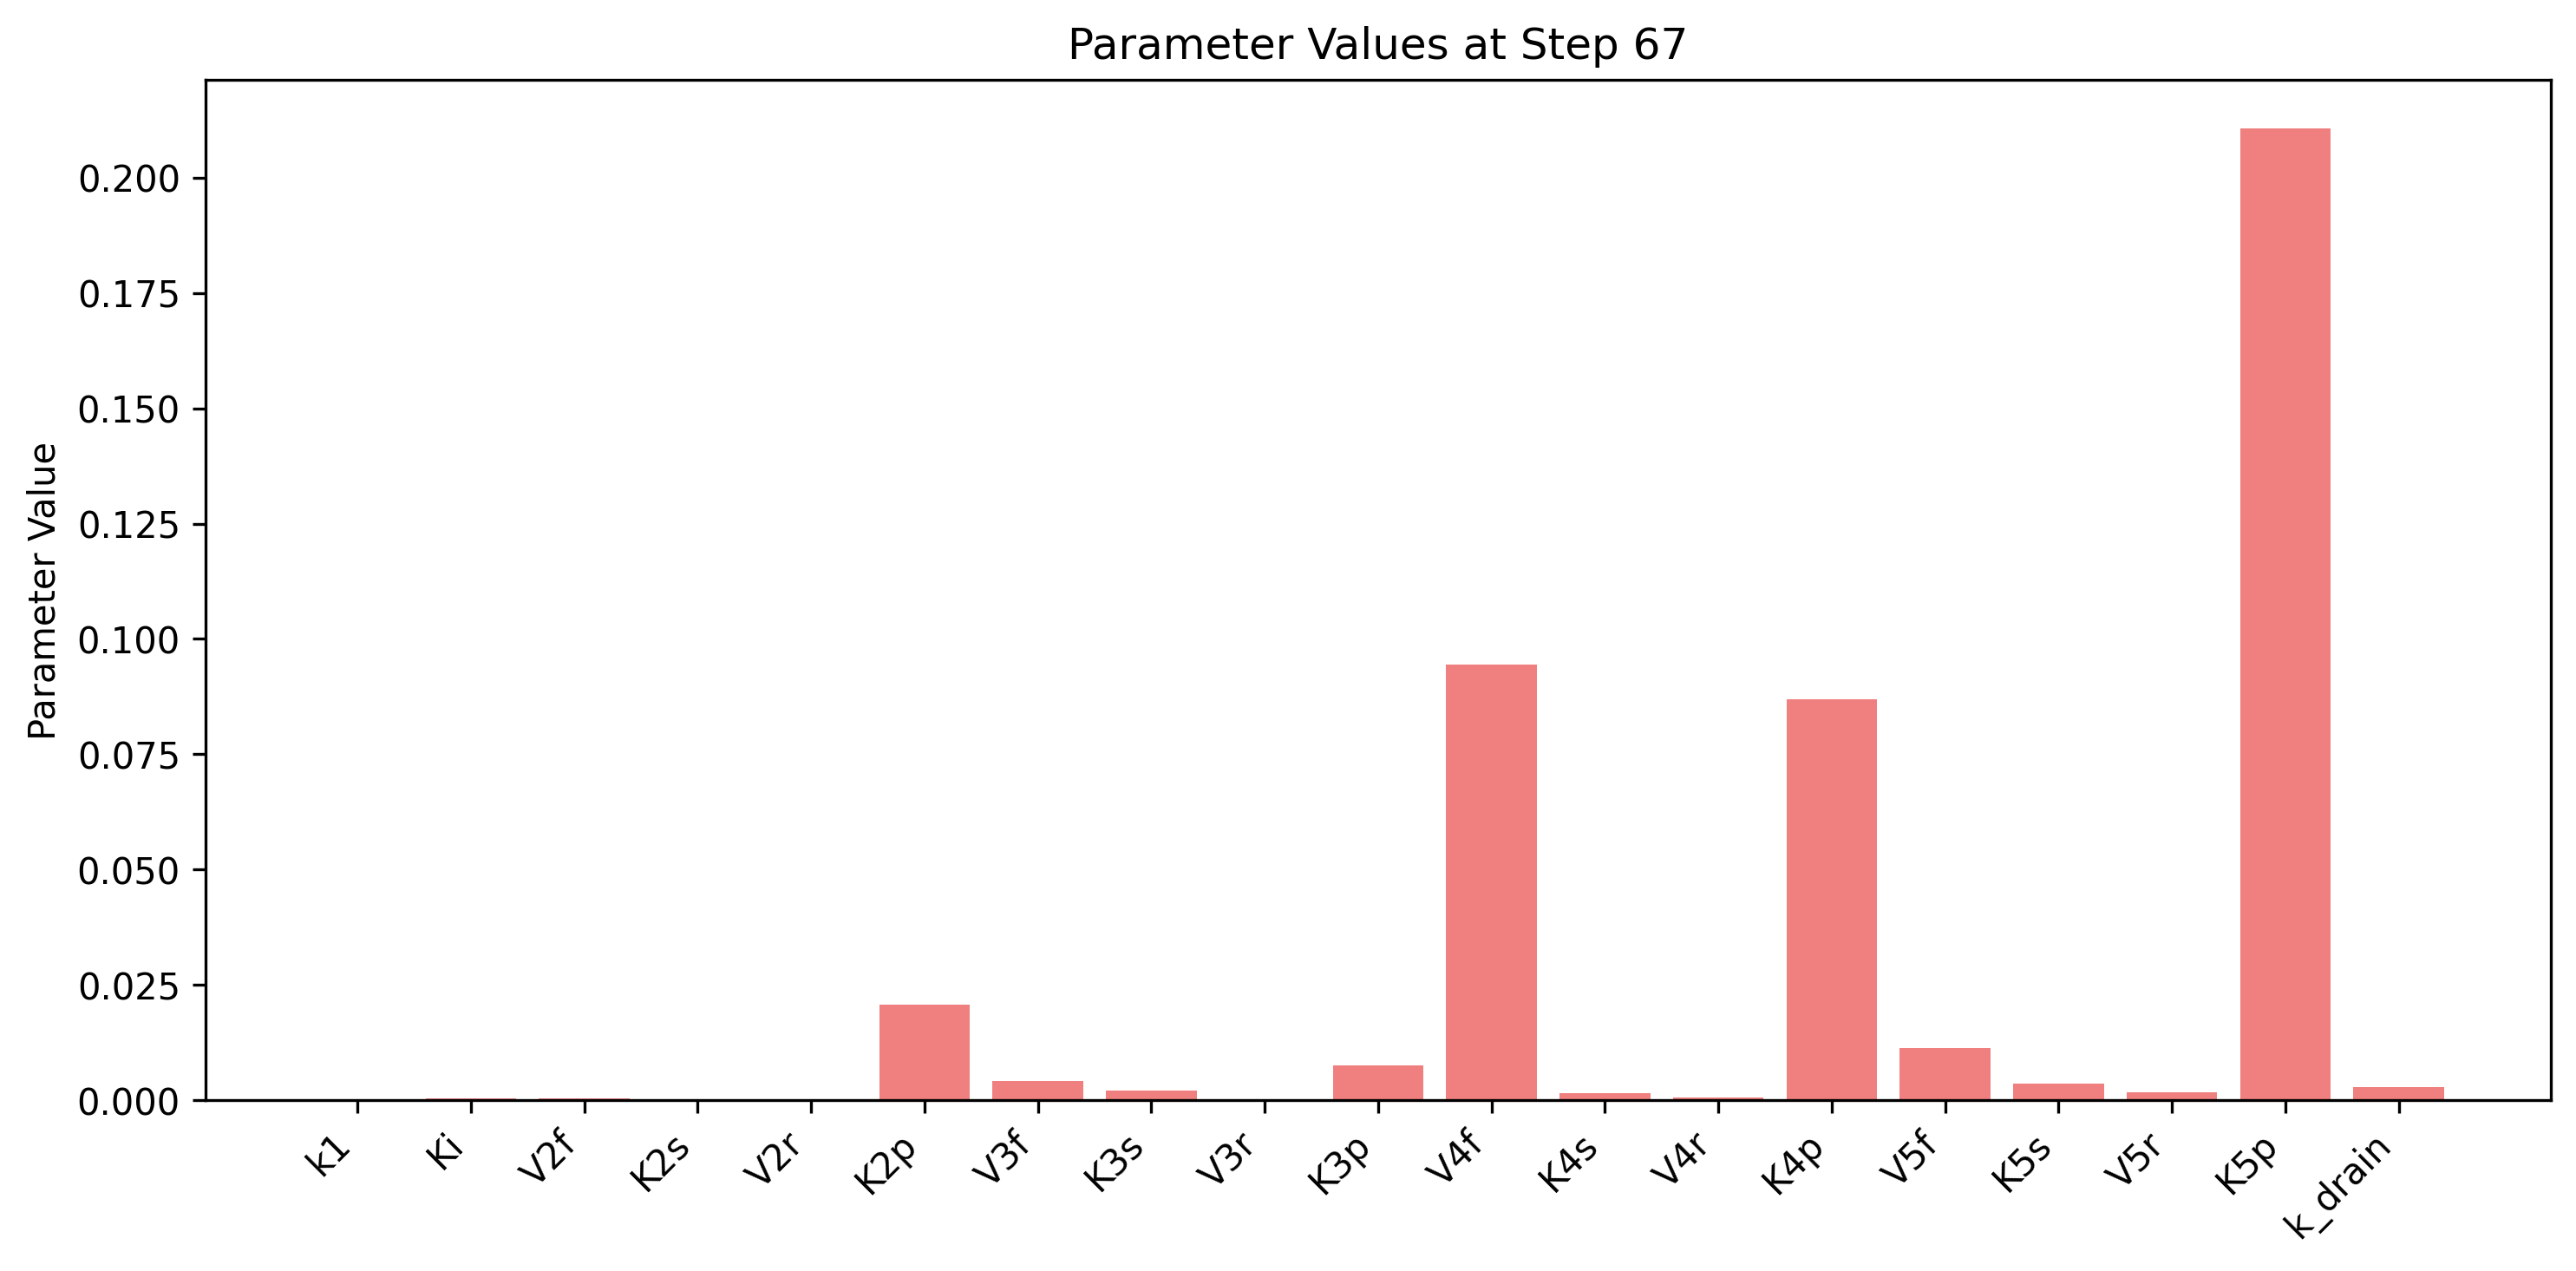 Parameter Values at Step 67
Parameter Value
0.200
0.175
0.150
0.125
0.100
0.075
0.050
0.025
0.000
k1
Ki
V2f
K2s
V2r
K2p
V3f
K3s
V3r
K3p
V4f
K4s
V4r
K4p
V5f
K5s
V5r
K5p
k_drain